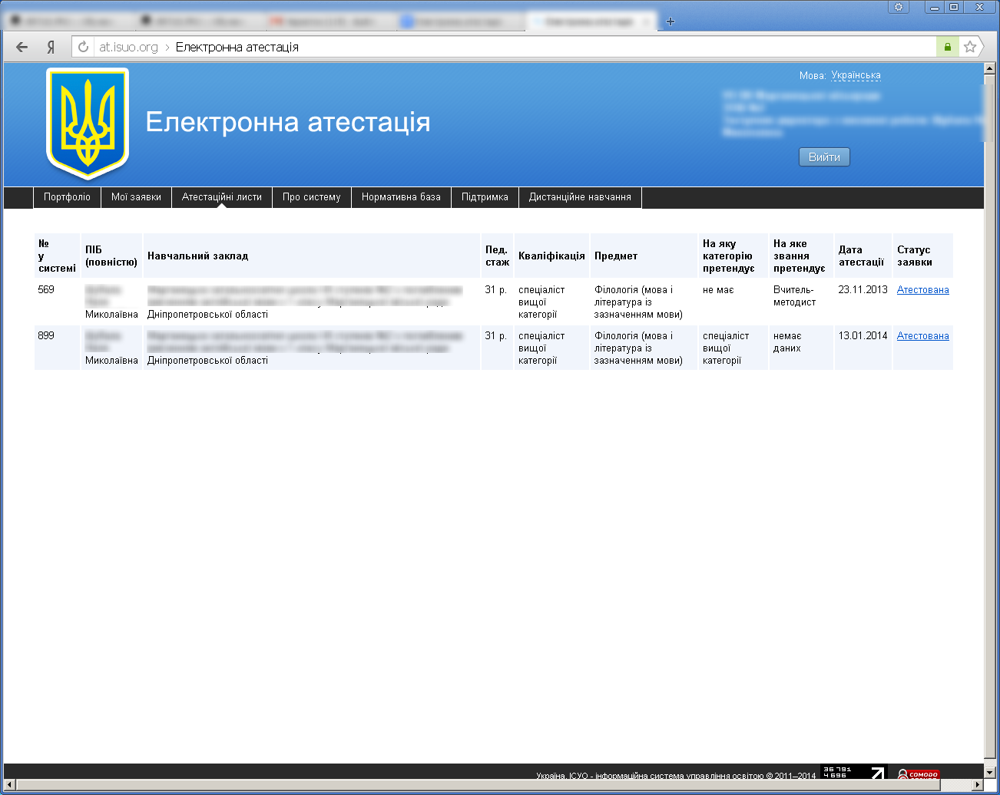 at.isuo.org › Електронна атестація
Мова: Українська
Електронна атестація
Вийти
Портфоліо Мої заявки Атестаційні листи Про систему Нормативна база Підтримка Дистанційне навчання
№ у системі ПІБ (повністю) Навчальний заклад Пед. стаж Кваліфікація Предмет На яку категорію претендує На яке звання претендує Дата атестації Статус заявки
569 Миколаївна Дніпропетровської області 31 р. спеціаліст вищої категорії Філологія (мова і література із зазначенням мови) не має Вчитель-методист 23.11.2013 Атестована
899 Миколаївна Дніпропетровської області 31 р. спеціаліст вищої категорії Філологія (мова і література із зазначенням мови) спеціаліст вищої категорії немає даних 13.01.2014 Атестована
Україна. ІСУО - інформаційна система управління освітою © 2011–2014
36791
4696
COMODO